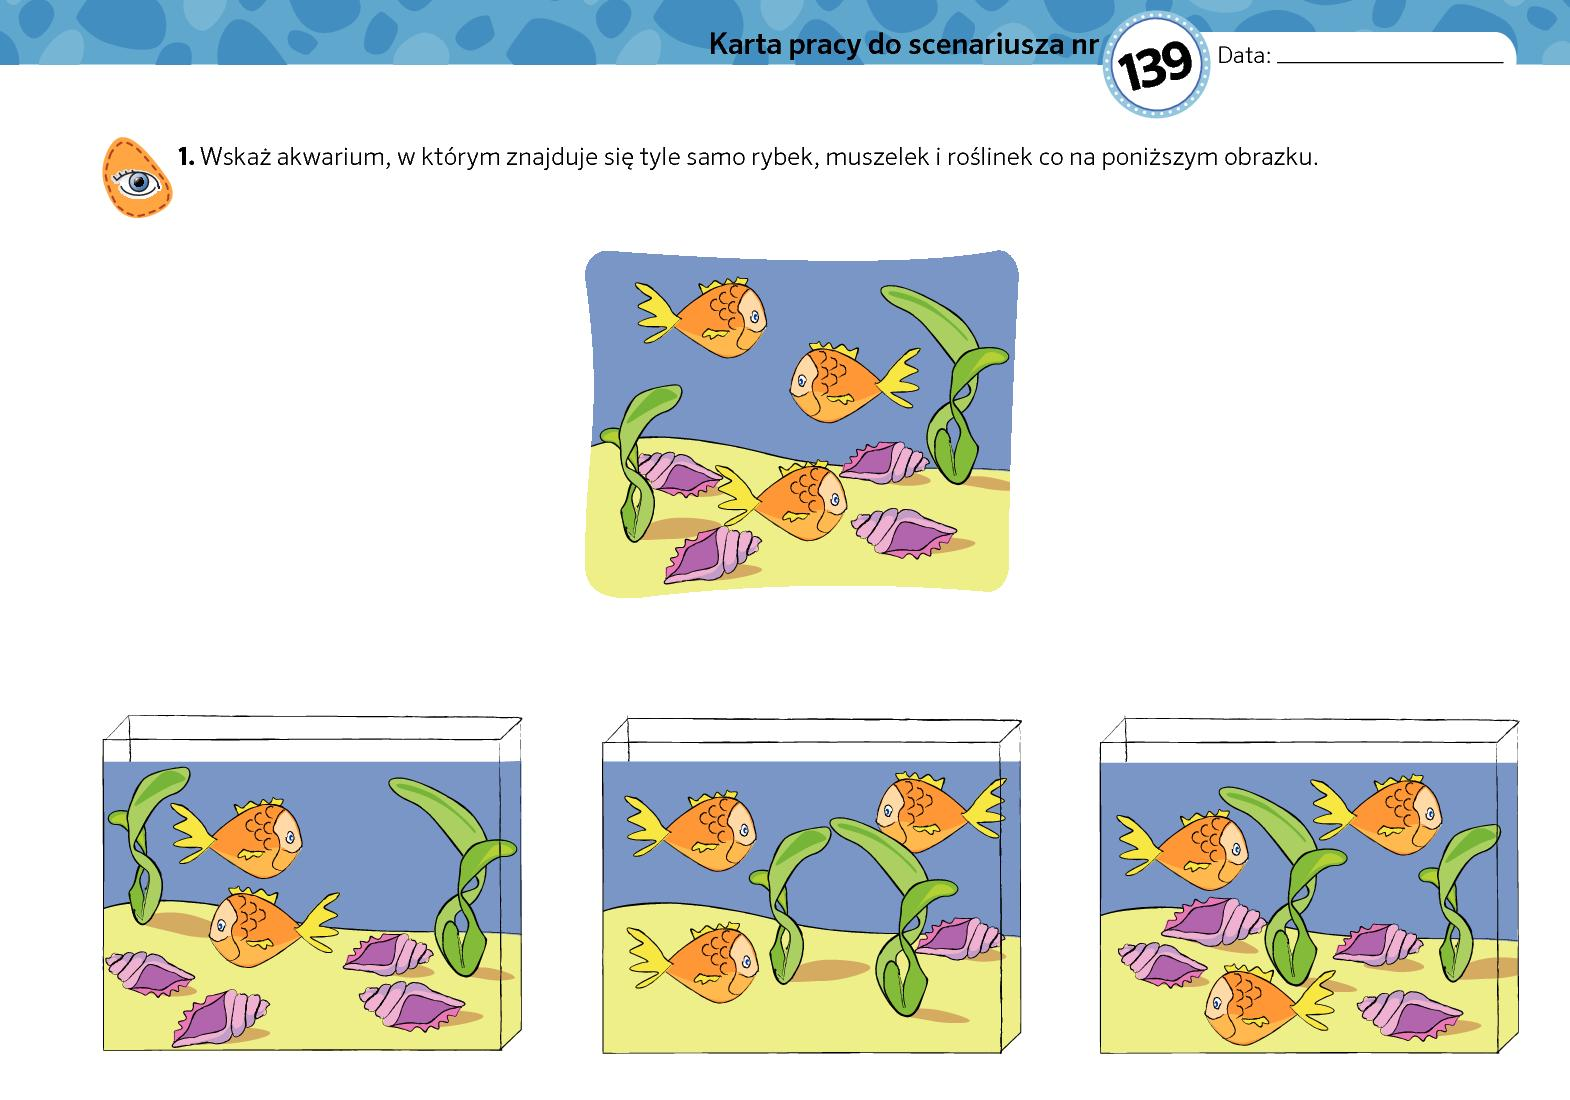 Karta pracy do scenariusza nr 139 Data:
1. Wskaż akwarium, w którym znajduje się tyle samo rybek, muszelek i roślinek co na poniższym obrazku.